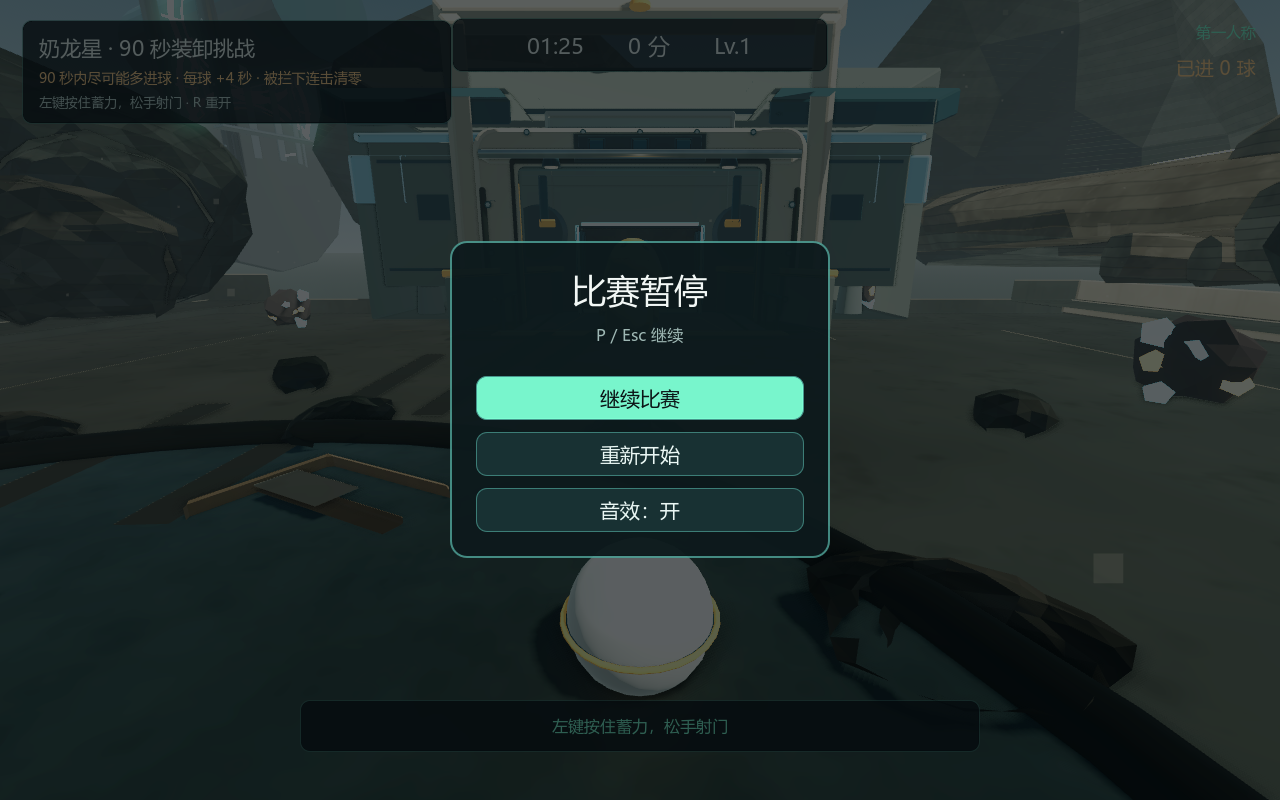 奶龙星 · 90 秒装卸挑战
90 秒内尽可能多进球 · 每球 +4 秒 · 被拦下连击清零
左键按住蓄力，松手射门 · R 重开
01:25 0 分 Lv.1
第一人称
已进 0 球
比赛暂停
P / Esc 继续
继续比赛
重新开始
音效：开
左键按住蓄力，松手射门